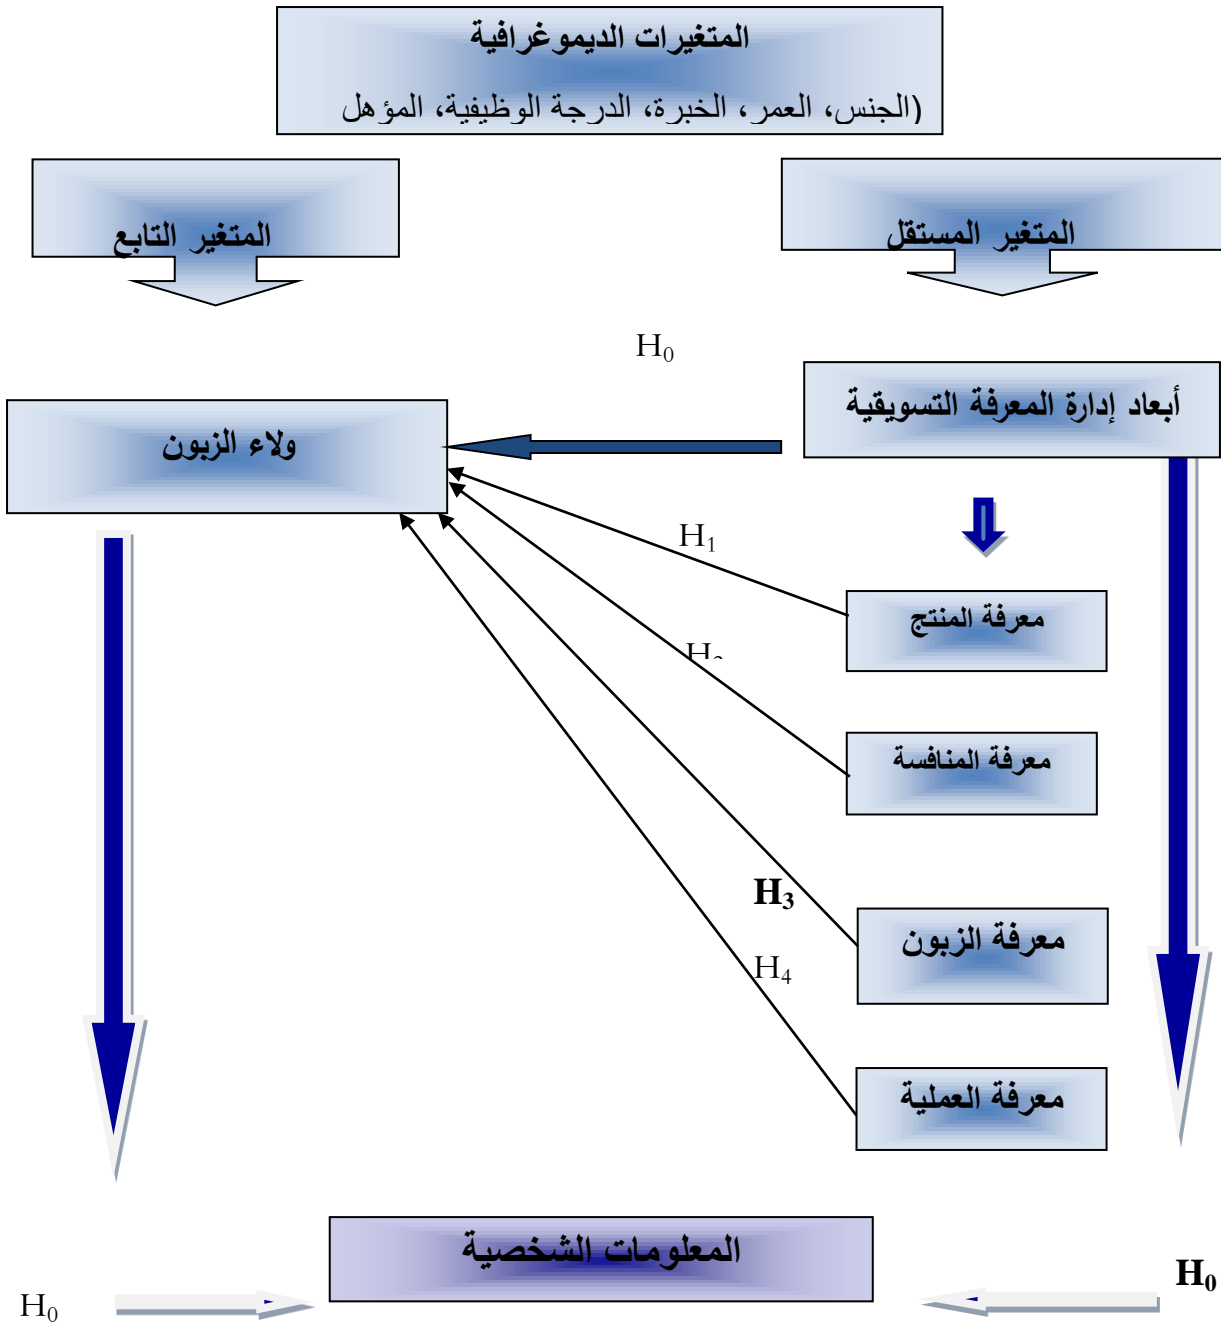 المتغيرات الديموغرافية
(الجنس، العمر، الخبرة، الدرجة الوظيفية، المؤهل
المتغير المستقل
المتغير التابع
H₀
أبعاد إدارة المعرفة التسويقية
ولاء الزبون
H₁
معرفة المنتج
معرفة المنافسة
H₃
معرفة الزبون
H₄
معرفة العملية
المعلومات الشخصية
H₀
H₀